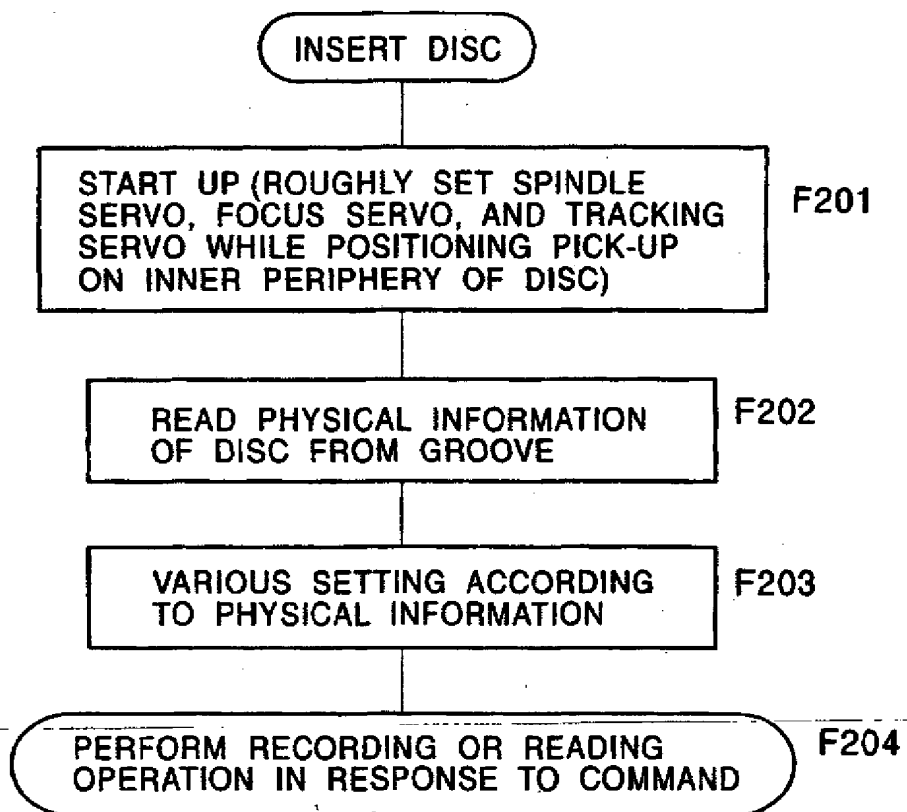 INSERT DISC
START UP (ROUGHLY SET SPINDLE
SERVO, FOCUS SERVO, AND TRACKING
SERVO WHILE POSITIONING PICK-UP
ON INNER PERIPHERY OF DISC)
F201
READ PHYSICAL INFORMATION
OF DISC FROM GROOVE
F202
VARIOUS SETTING ACCORDING
TO PHYSICAL INFORMATION
F203
PERFORM RECORDING OR READING
OPERATION IN RESPONSE TO COMMAND
F204